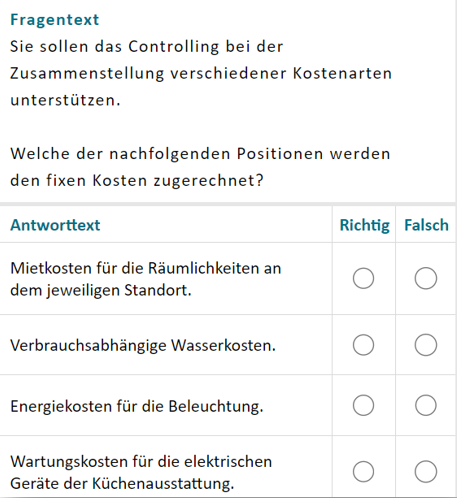 Fragentext
Sie sollen das Controlling bei der
Zusammenstellung verschiedener Kostenarten
unterstützen.
Welche der nachfolgenden Positionen werden
den fixen Kosten zugerechnet?
Antworttext Richtig Falsch
Mietkosten für die Räumlichkeiten an
dem jeweiligen Standort.
Verbrauchsabhängige Wasserkosten.
Energiekosten für die Beleuchtung.
Wartungskosten für die elektrischen
Geräte der Küchenausstattung.